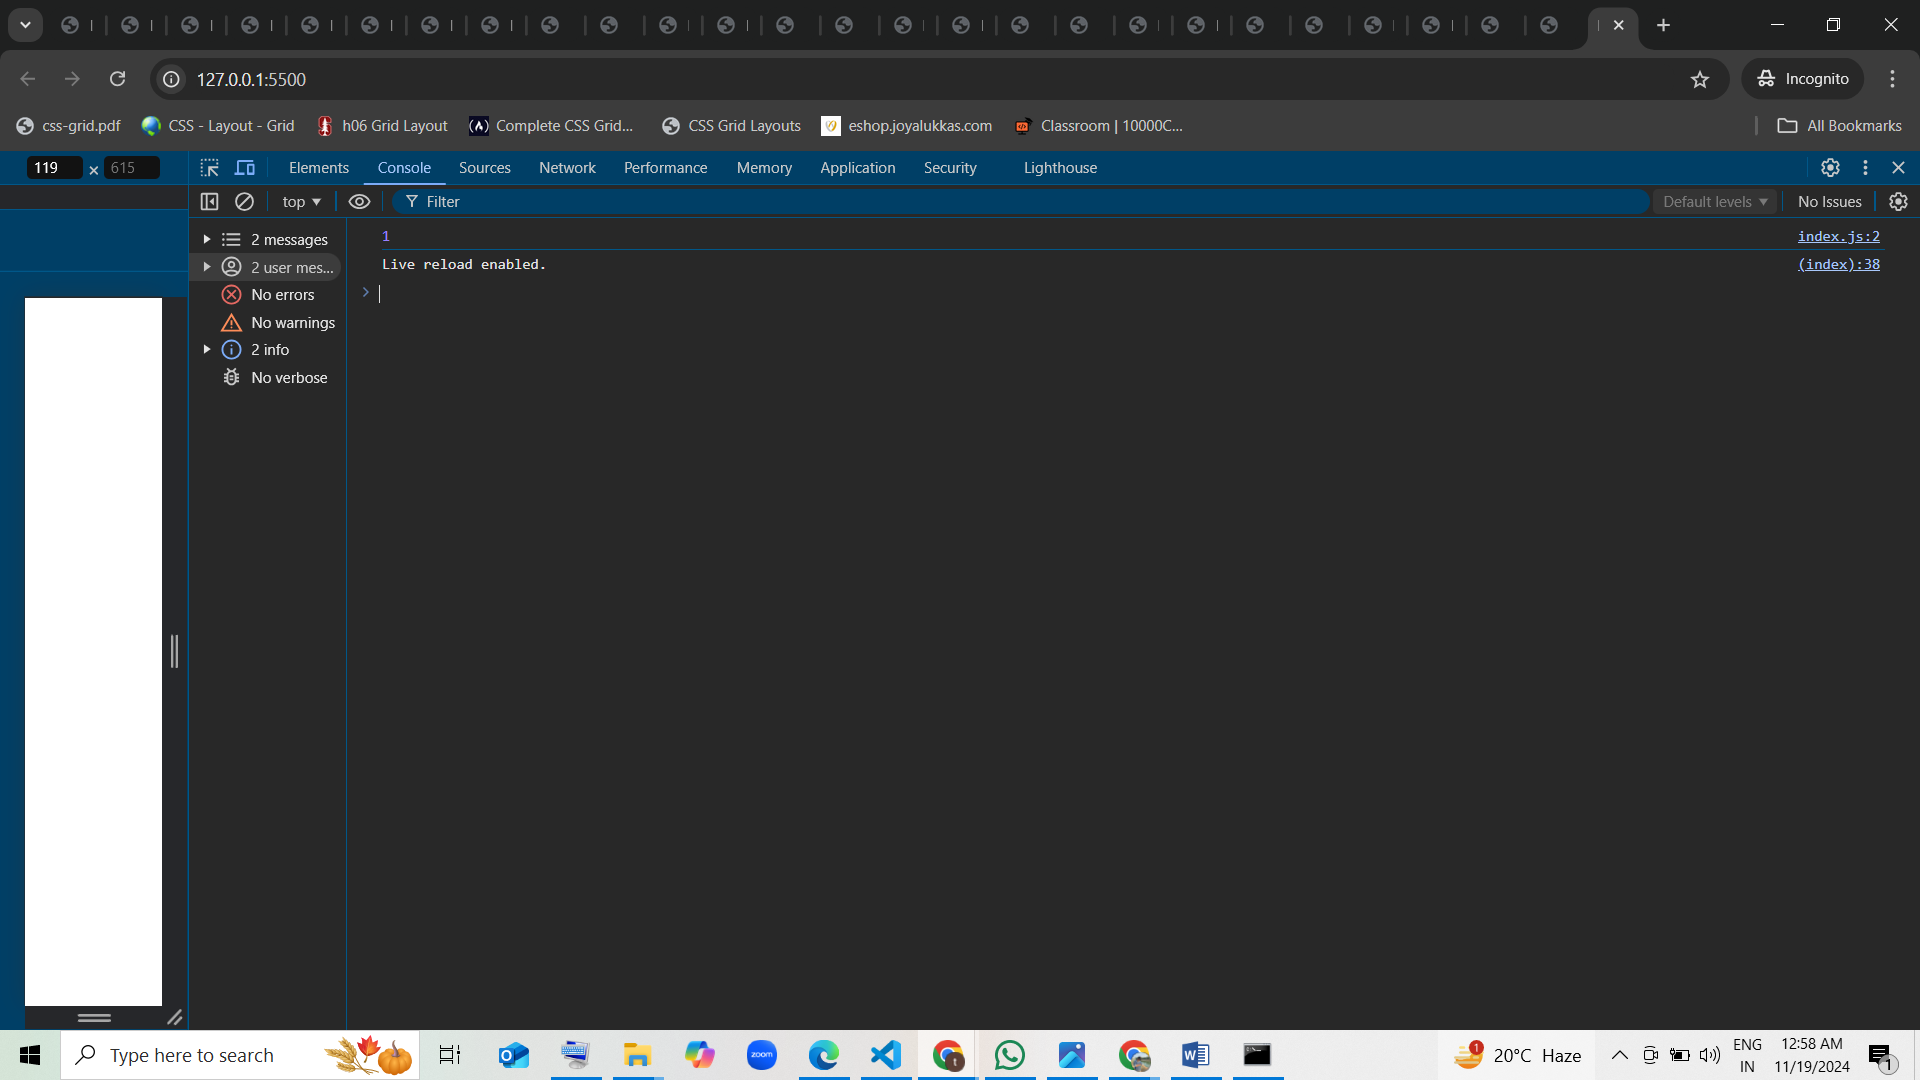 127.0.0.1:5500
Incognito
css-grid.pdf
CSS - Layout - Grid
h06 Grid Layout
Complete CSS Grid...
CSS Grid Layouts
eshop.joyalukkas.com
Classroom | 10000C...
All Bookmarks
119 × 615
Elements
Console
Sources
Network
Performance
Memory
Application
Security
Lighthouse
top
Filter
Default levels
No Issues
2 messages
2 user mes...
No errors
No warnings
2 info
No verbose
1
index.js:2
Live reload enabled.
(index):38
Type here to search
zoom
1
20°C Haze
ENG
IN
12:58 AM
11/19/2024
1